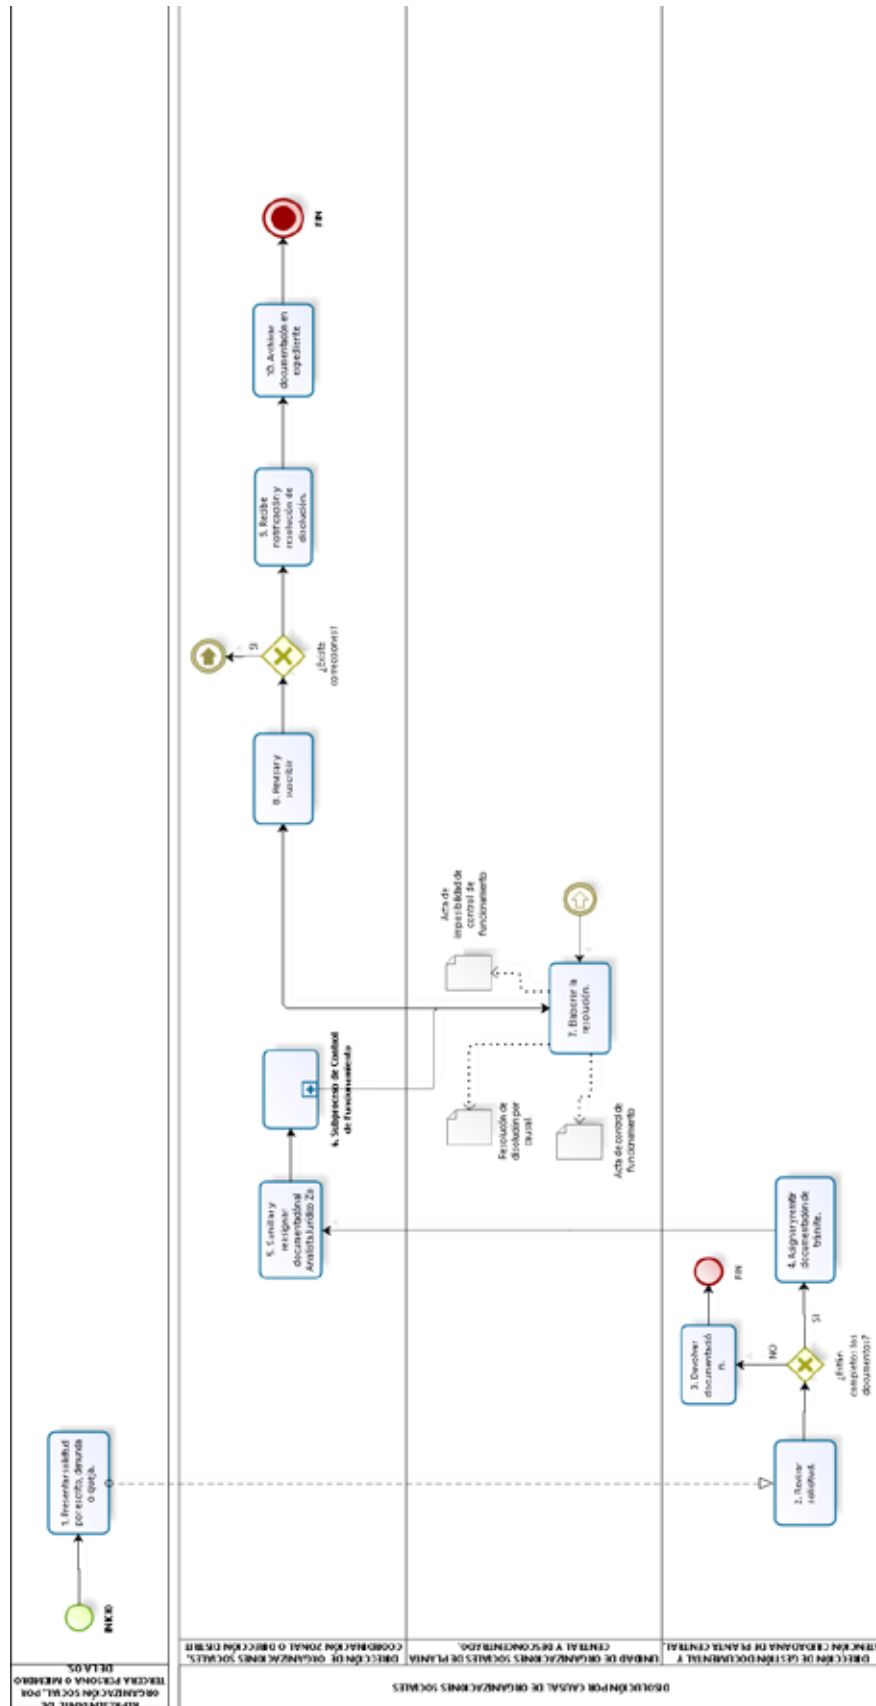 REPRESENTANTE DE
ORGANIZACIÓN SOCIAL, POR
TERCERA PERSONA O MIEMBRO
DE LA OS.
INICIO
1. Presentar solicitud
por escrito, denuncia
o queja.
DISOLUCIÓN POR CAUSAL DE ORGANIZACIONES SOCIALES
DIRECCIÓN DE ORGANIZACIONES SOCIALES,
COORDINACIÓN ZONAL O DIRECCIÓN DISTRIT
5. Sumillar y
reasignar
documentación al
Analista Jurídico Zo
6. Subproceso de Control
de Funcionamiento
8. Revisar y
suscribir
¿Existe
correcciones?
SI
9. Recibe
notificación y
resolución de
disolución.
10. Archivar
documentación en
expediente
FIN
UNIDAD DE ORGANIZACIONES SOCIALES DE PLANTA
CENTRAL Y DESCONCENTRADO.
Resolución de
disolución por
causal.
Acta de control de
funcionamiento
Acta de
imposibilidad de
control de
funcionamiento
7. Elaborar la
resolución.
DIRECCIÓN DE GESTIÓN DOCUMENTAL Y
ATENCIÓN CIUDADANA DE PLANTA CENTRAL.
2. Revisar
solicitud.
¿Están
completos los
documentos?
NO
SI
3. Devolver
documentació
n.
FIN
4. Asignar y remitir
documentación de
trámite.